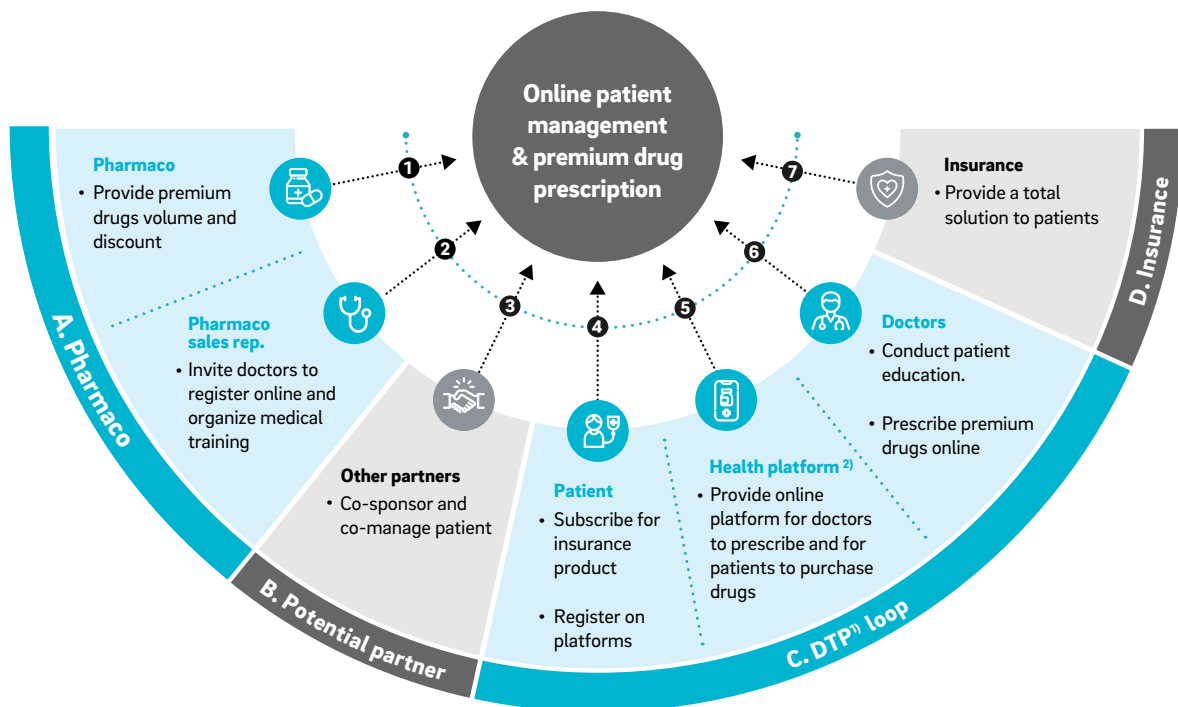 Online patient
management
& premium drug
prescription
A. Pharmaco
Pharmaco
• Provide premium
drugs volume and
discount
1
Pharmaco
sales rep.
• Invite doctors to
register online and
organize medical
training
2
B. Potential partner
Other partners
• Co-sponsor and
co-manage patient
3
C. DTP¹⁾ loop
Patient
• Subscribe for
insurance
product
• Register on
platforms
4
Health platform ²⁾
• Provide online
platform for doctors
to prescribe and for
patients to purchase
drugs
5
Doctors
• Conduct patient
education.
• Prescribe premium
drugs online
6
D. Insurance
Insurance
• Provide a total
solution to patients
7